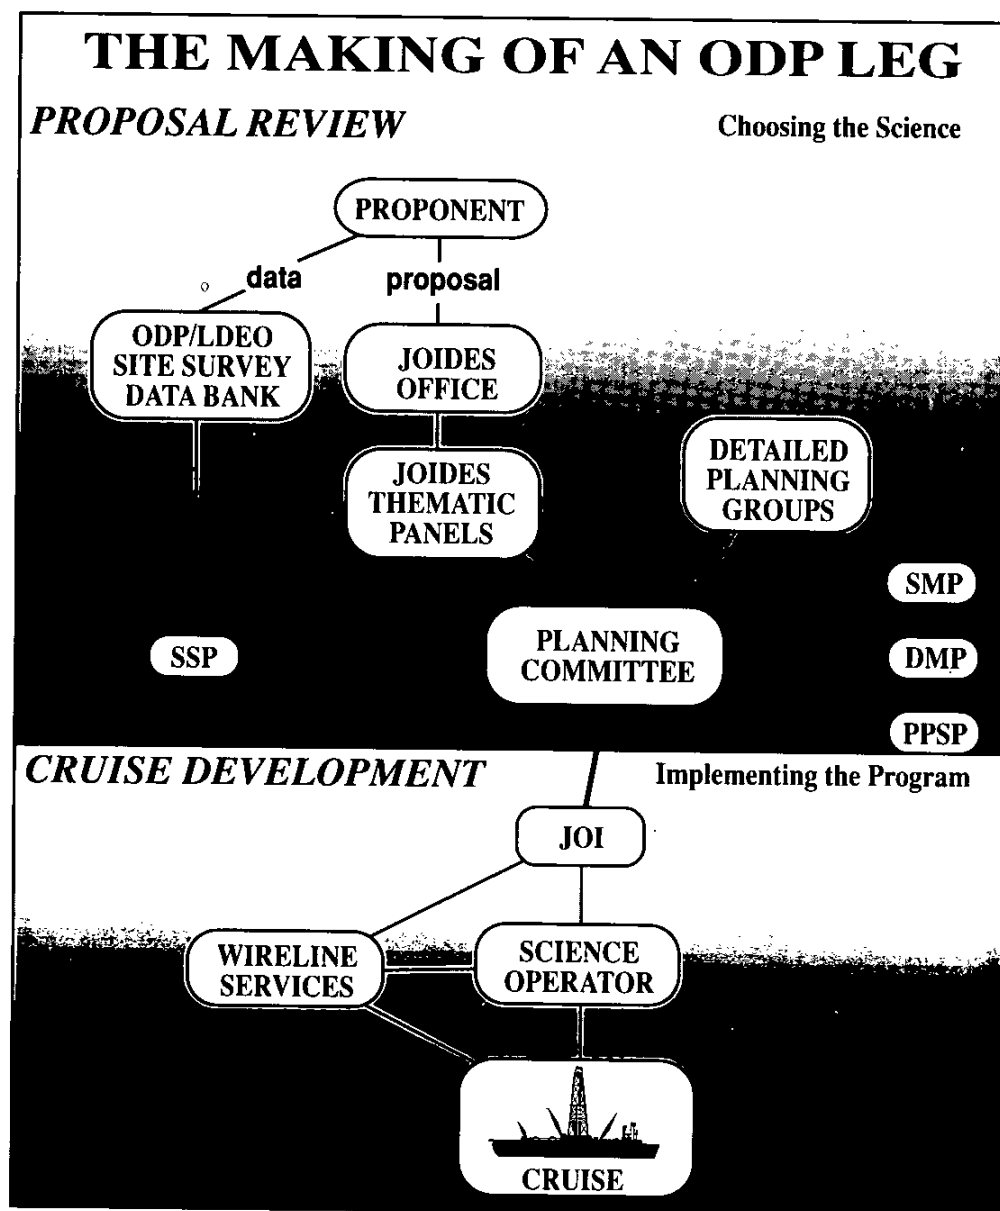 THE MAKING OF AN ODP LEG
PROPOSAL REVIEW
Choosing the Science
PROPONENT
data
proposal
ODP/LDEO
SITE SURVEY
DATA BANK
JOIDES
OFFICE
JOIDES
THEMATIC
PANELS
DETAILED
PLANNING
GROUPS
SMP
SSP
PLANNING
COMMITTEE
DMP
PPSP
CRUISE DEVELOPMENT
Implementing the Program
JOI
WIRELINE
SERVICES
SCIENCE
OPERATOR
CRUISE